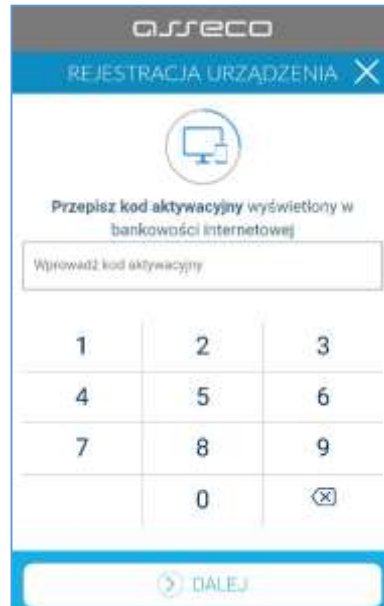 asseco
REJESTRACJA URZĄDZENIA
Przepisz kod aktywacyjny wyświetlony w
bankowości internetowej
Wprowadź kod aktywacyjny
1 2 3
4 5 6
7 8 9
0
DALEJ